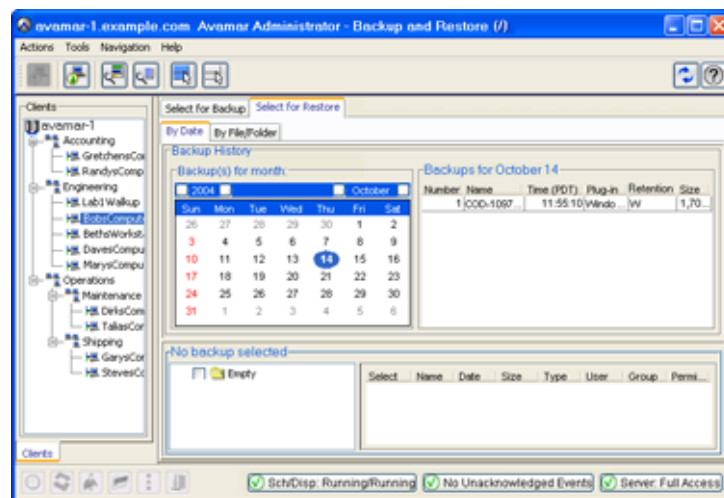 avamar-1.example.com Avamar Administrator - Backup and Restore (/)
Actions Tools Navigation Help
Clients
avamar-1
Accounting
GretchensCo
RandysComp
Engineering
Lab1Walkup
BobsCompute
BethsWorkst
DavesCompu
MarysCompu
Operations
Maintenance
DirksCom
TaliasCor
Shipping
GarysCor
StevesCo
Clients
Select for Backup Select for Restore
By Date By File/Folder
Backup History
Backup(s) for month:
2004 October
Sun Mon Tue Wed Thu Fri Sat
26 27 28 29 30 1 2
3 4 5 6 7 8 9
10 11 12 13 14 15 16
17 18 19 20 21 22 23
24 25 26 27 28 29 30
31 1 2 3 4 5 6
Backups for October 14
Number Name Time (PDT) Plug-in Retention Size
1 COD-1097... 11:55:10 Windo... W 1,70...
No backup selected
Empty
Select Name Date Size Type User Group Permi...
Sch/Disp: Running/Running No Unacknowledged Events Server: Full Access